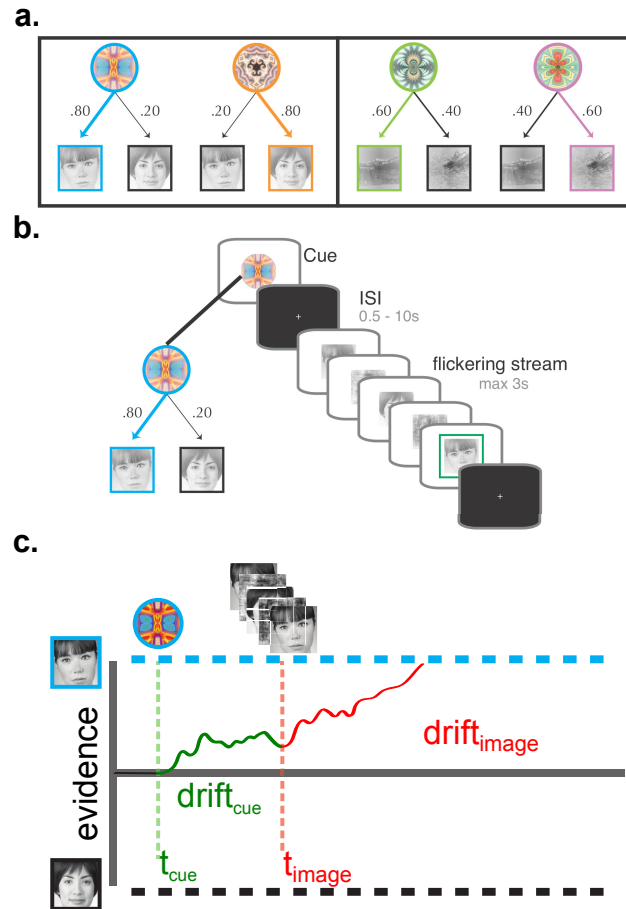 a.
.80 .20 .20 .80 .60 .40 .40 .60
b.
Cue
ISI
0.5 - 10s
flickering stream
max 3s
.80 .20
c.
evidence
drift_cue
drift_image
t_cue
t_image